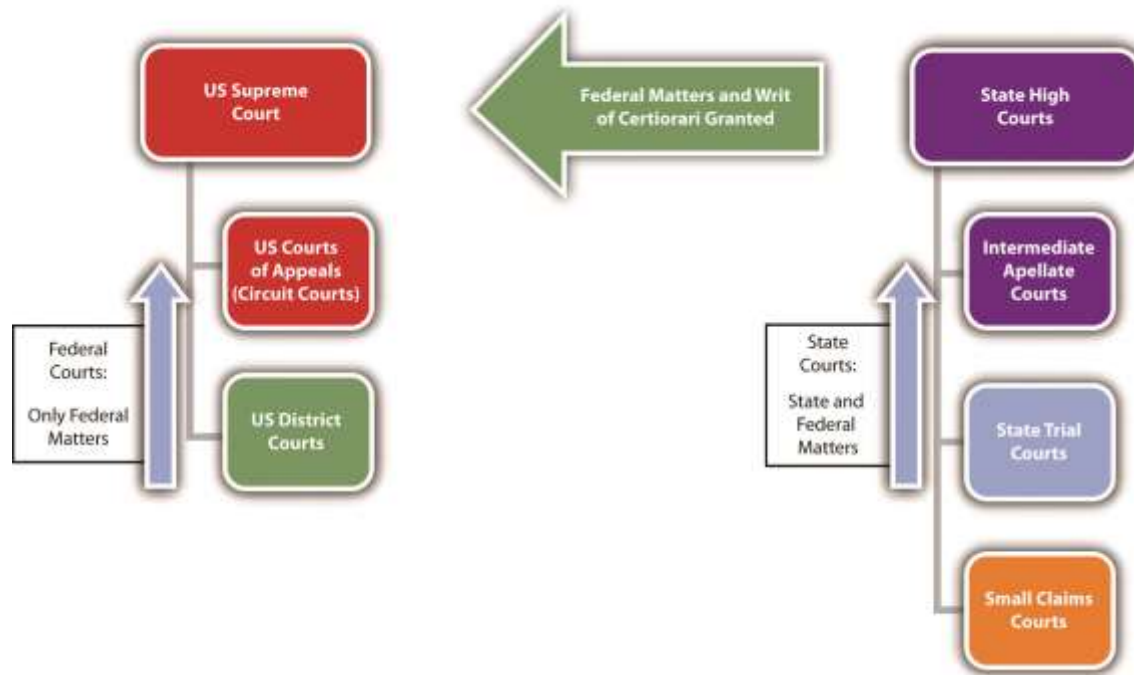 US Supreme
Court
Federal Matters and Writ
of Certiorari Granted
State High
Courts
US Courts
of Appeals
(Circuit Courts)
Intermediate
Apellate
Courts
Federal
Courts:
Only Federal
Matters
State
Courts:
State and
Federal
Matters
US District
Courts
State Trial
Courts
Small Claims
Courts